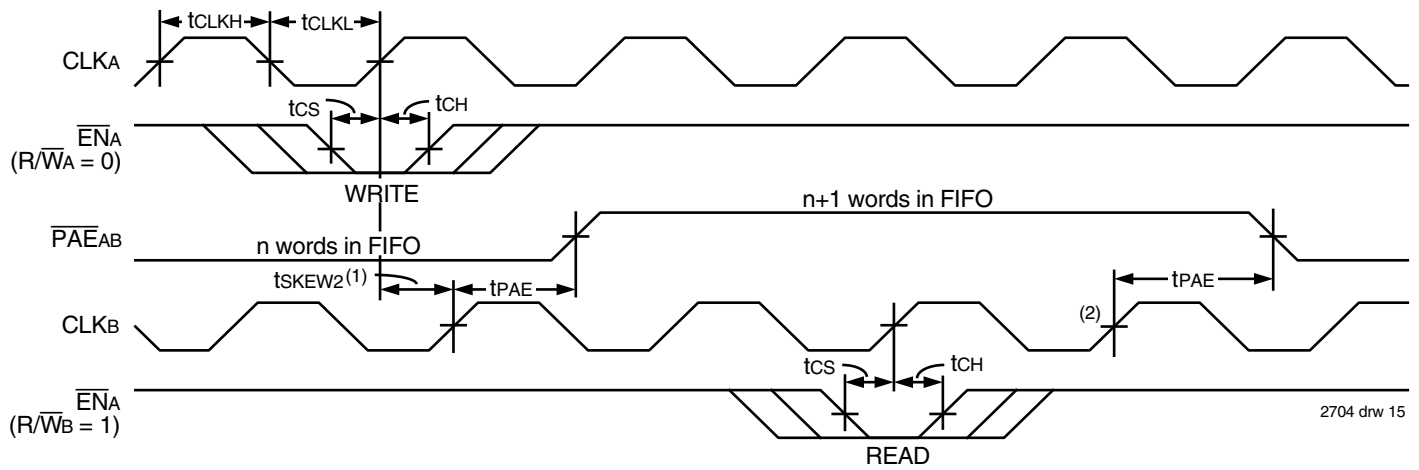 tCLKH tCLKL
CLKA
tCS tCH
ENA
(R/WA = 0)
WRITE
n+1 words in FIFO
PAEAB
n words in FIFO
tSKEW2(1) tPAE tPAE
CLKB
(2)
tCS tCH
ENA
(R/WB = 1)
2704 drw 15
READ